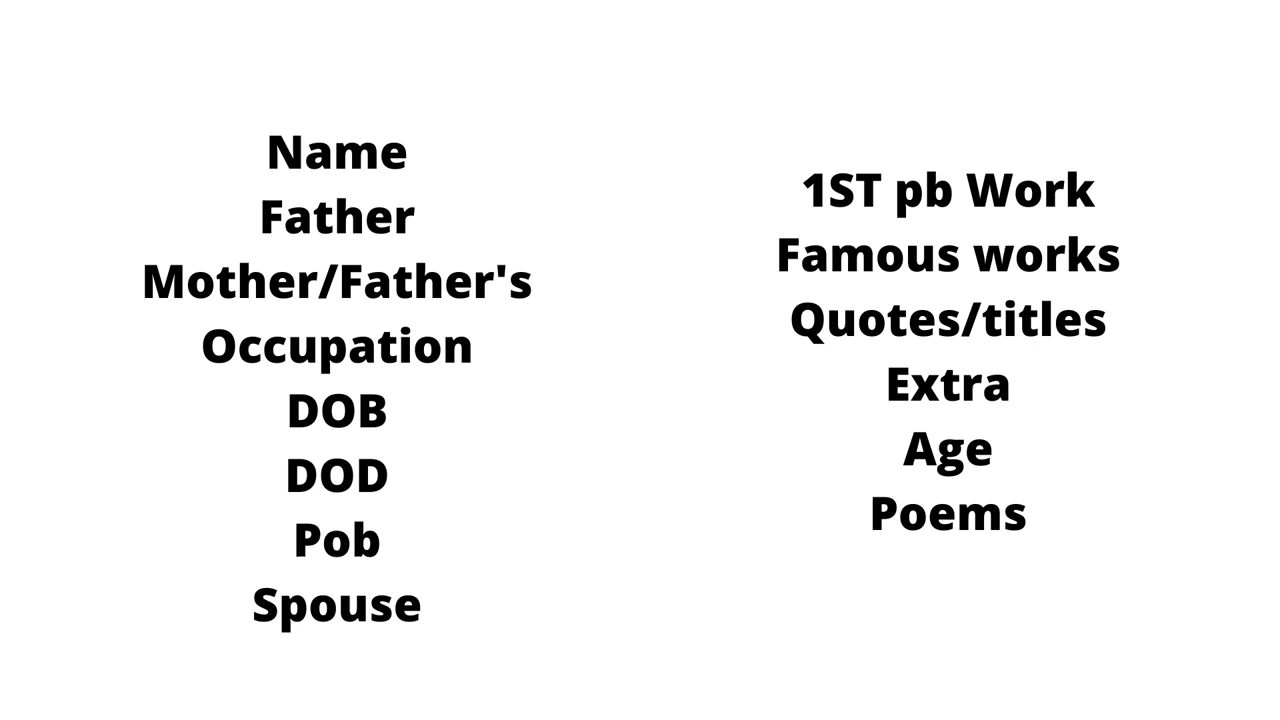 Name
Father
Mother/Father's
Occupation
DOB
DOD
Pob
Spouse
1ST pb Work
Famous works
Quotes/titles
Extra
Age
Poems